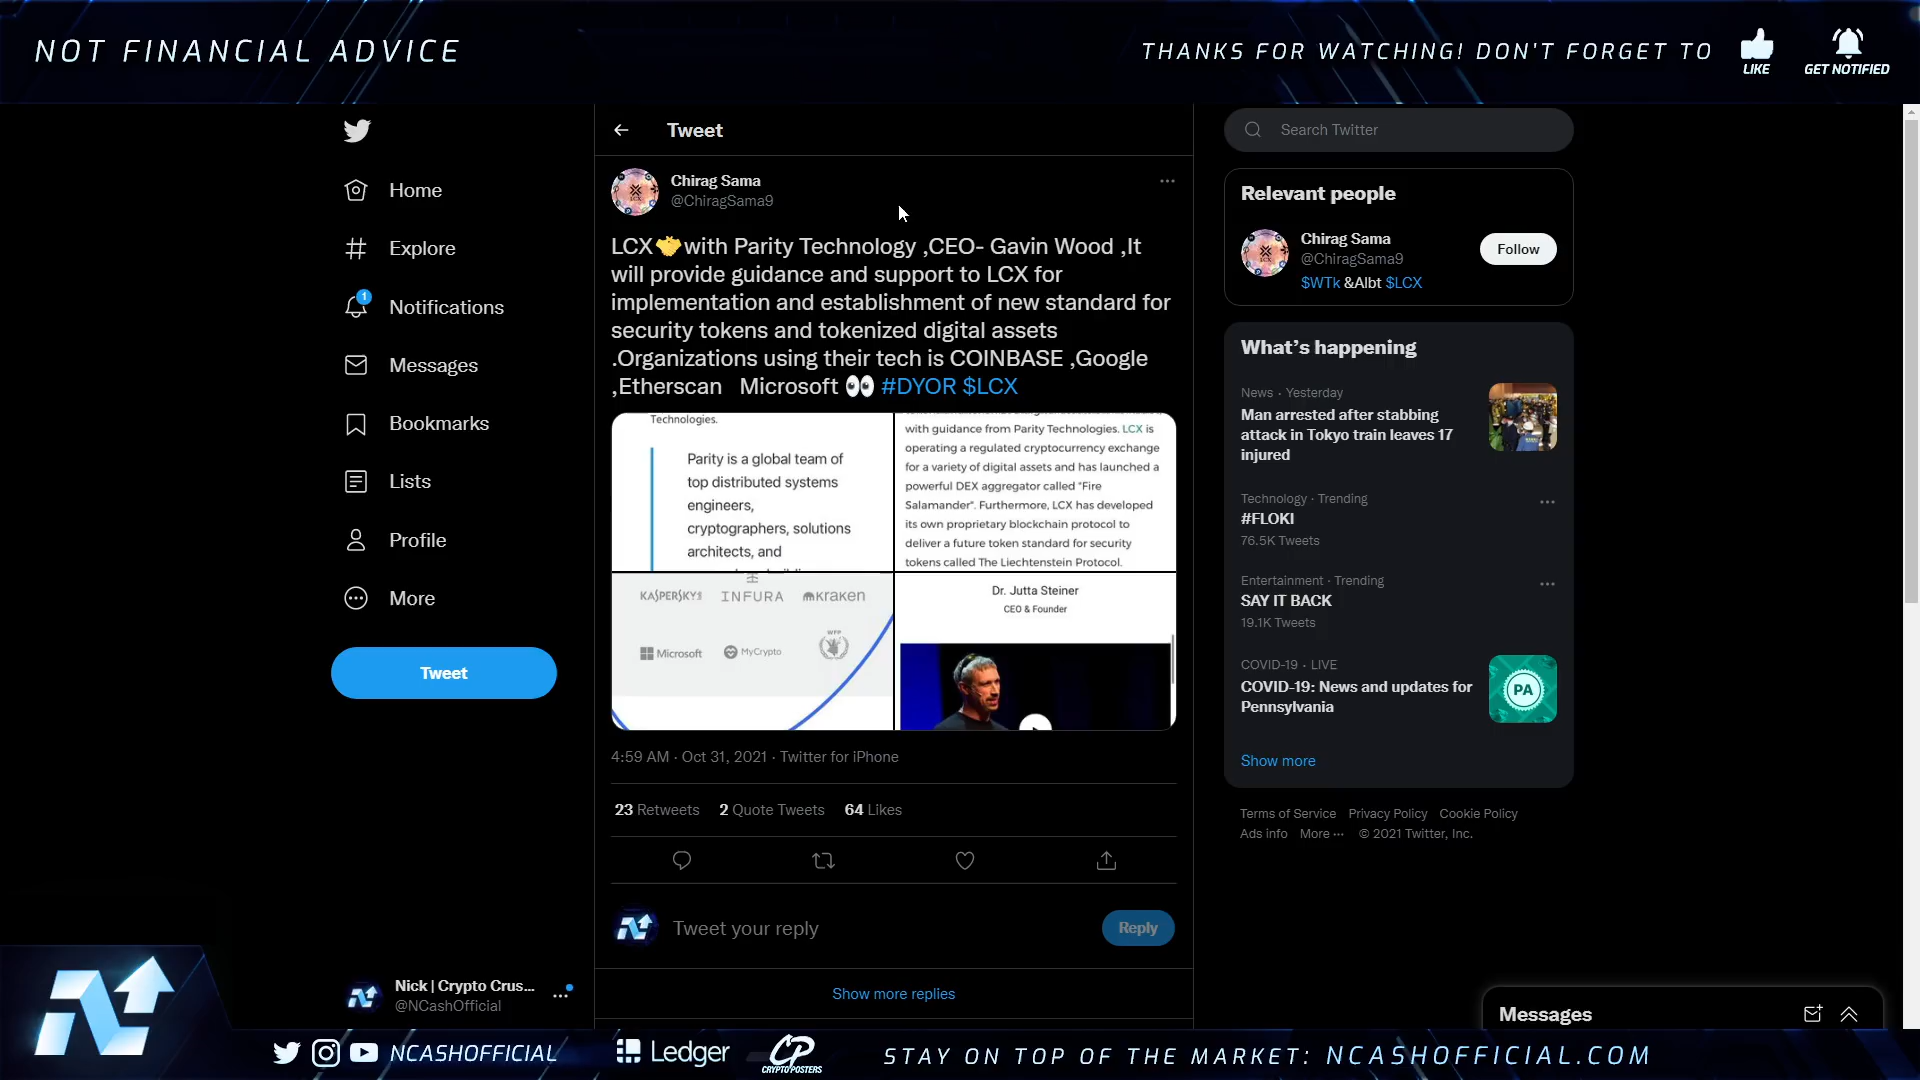 NOT FINANCIAL ADVICE
THANKS FOR WATCHING! DON'T FORGET TO
LIKE
GET NOTIFIED
Home
Explore
1
Notifications
Messages
Bookmarks
Lists
Profile
More
Tweet
Nick | Crypto Crus...
@NCashOfficial
Tweet
Chirag Sama
@ChiragSama9
LCX🤝with Parity Technology ,CEO- Gavin Wood ,It
will provide guidance and support to LCX for
implementation and establishment of new standard for
security tokens and tokenized digital assets
.Organizations using their tech is COINBASE ,Google
,Etherscan Microsoft 👀 #DYOR $LCX
Technologies.
Parity is a global team of
top distributed systems
engineers,
cryptographers, solutions
architects, and
with guidance from Parity Technologies. LCX is
operating a regulated cryptocurrency exchange
for a variety of digital assets and has launched a
powerful DEX aggregator called "Fire
Salamander". Furthermore, LCX has developed
its own proprietary blockchain protocol to
deliver a future token standard for security
tokens called The Liechtenstein Protocol.
KASPERSKY
INFURA
kraken
Microsoft
MyCrypto
WFP
Dr. Jutta Steiner
CEO & Founder
4:59 AM · Oct 31, 2021 · Twitter for iPhone
23 Retweets 2 Quote Tweets 64 Likes
Tweet your reply
Reply
Show more replies
Search Twitter
Relevant people
Chirag Sama
@ChiragSama9
Follow
$WTk &Albt $LCX
What's happening
News · Yesterday
Man arrested after stabbing
attack in Tokyo train leaves 17
injured
Technology · Trending
#FLOKI
76.5K Tweets
Entertainment · Trending
SAY IT BACK
19.1K Tweets
COVID-19 · LIVE
COVID-19: News and updates for
Pennsylvania
PA
Show more
Terms of Service Privacy Policy Cookie Policy
Ads info More ··· © 2021 Twitter, Inc.
Messages
NCASHOFFICIAL
Ledger
CP
CRYPTOPOSTERS
STAY ON TOP OF THE MARKET: NCASHOFFICIAL.COM